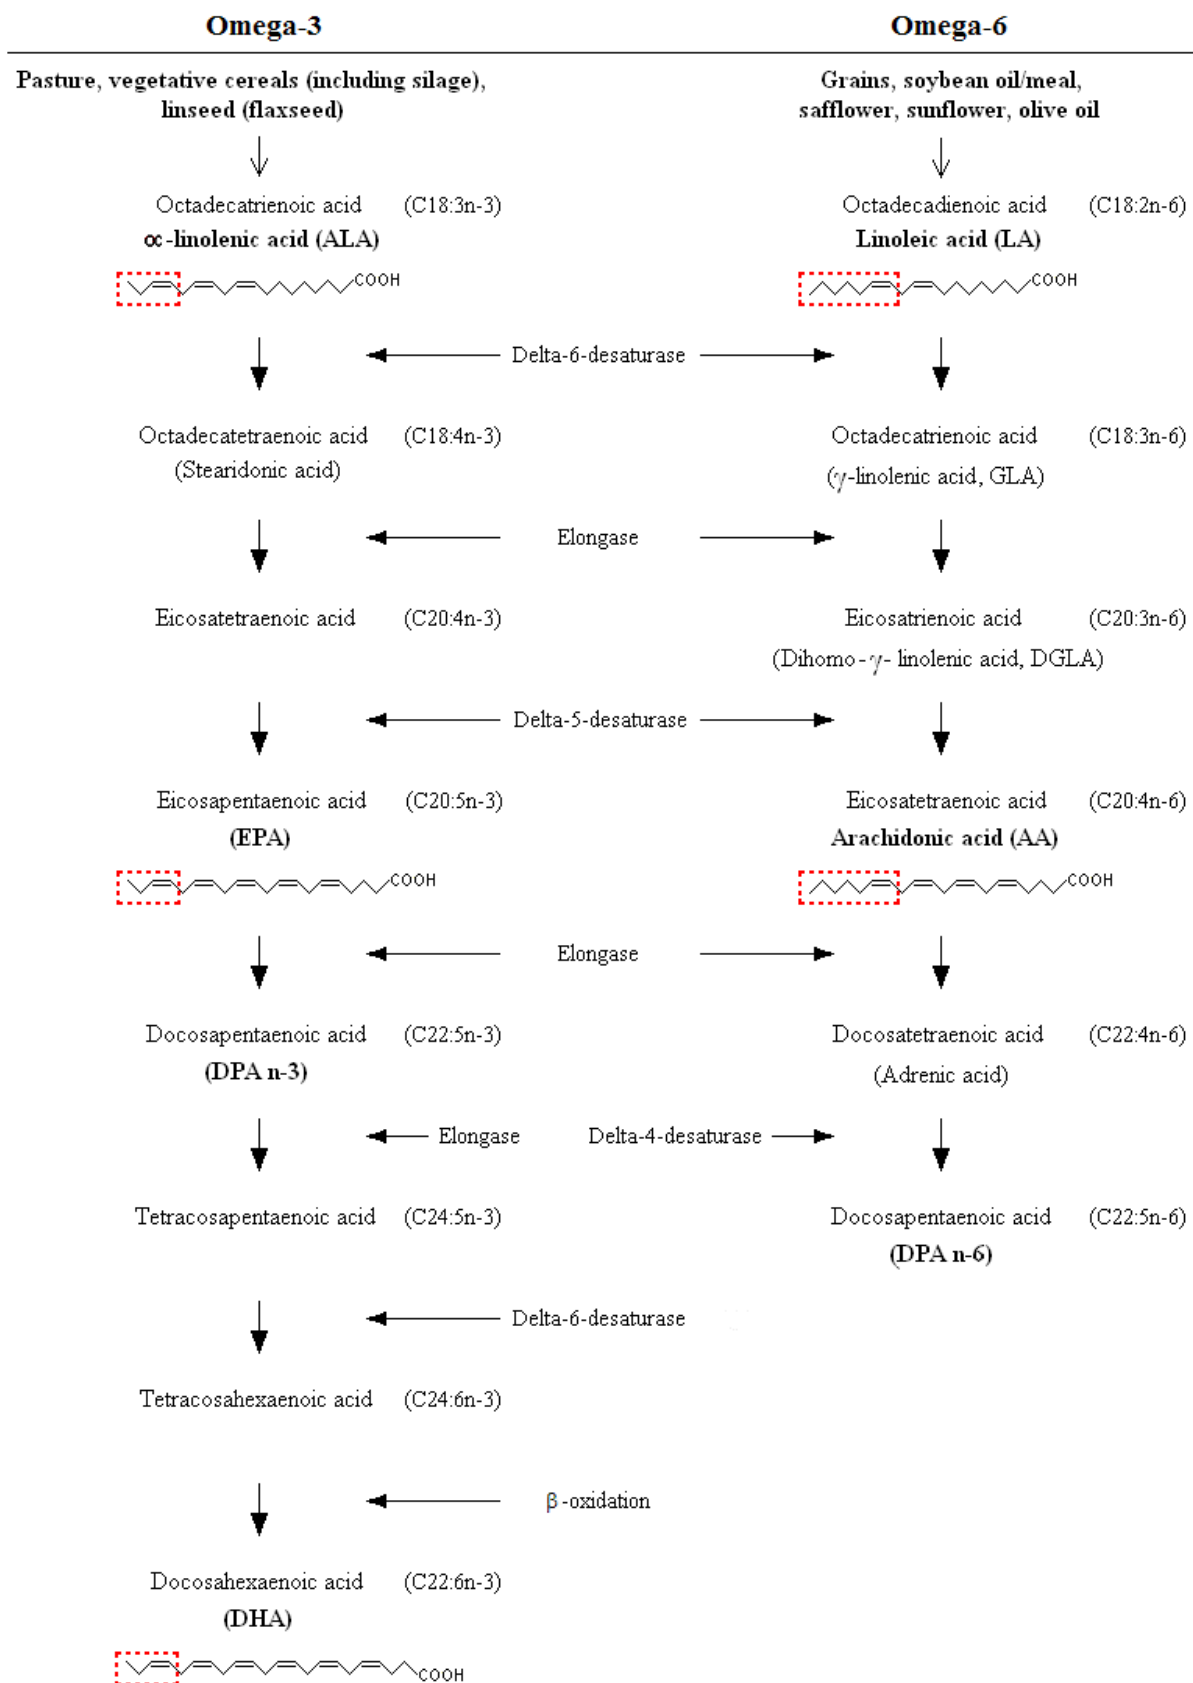 Omega-3
Omega-6
Pasture, vegetative cereals (including silage),
linseed (flaxseed)
Grains, soybean oil/meal,
safflower, sunflower, olive oil
Octadecatrienoic acid (C18:3n-3)
α-linolenic acid (ALA)
COOH
Octadecadienoic acid (C18:2n-6)
Linoleic acid (LA)
COOH
Delta-6-desaturase
Octadecatetraenoic acid (C18:4n-3)
(Stearidonic acid)
Octadecatrienoic acid (C18:3n-6)
(γ-linolenic acid, GLA)
Elongase
Eicosatetraenoic acid (C20:4n-3)
Eicosatrienoic acid (C20:3n-6)
(Dihomo-γ- linolenic acid, DGLA)
Delta-5-desaturase
Eicosapentaenoic acid (C20:5n-3)
(EPA)
COOH
Eicosatetraenoic acid (C20:4n-6)
Arachidonic acid (AA)
COOH
Elongase
Docosapentaenoic acid (C22:5n-3)
(DPA n-3)
Docosatetraenoic acid (C22:4n-6)
(Adrenic acid)
Elongase
Delta-4-desaturase
Tetracosapentaenoic acid (C24:5n-3)
Docosapentaenoic acid (C22:5n-6)
(DPA n-6)
Delta-6-desaturase
Tetracosahexaenoic acid (C24:6n-3)
β-oxidation
Docosahexaenoic acid (C22:6n-3)
(DHA)
COOH